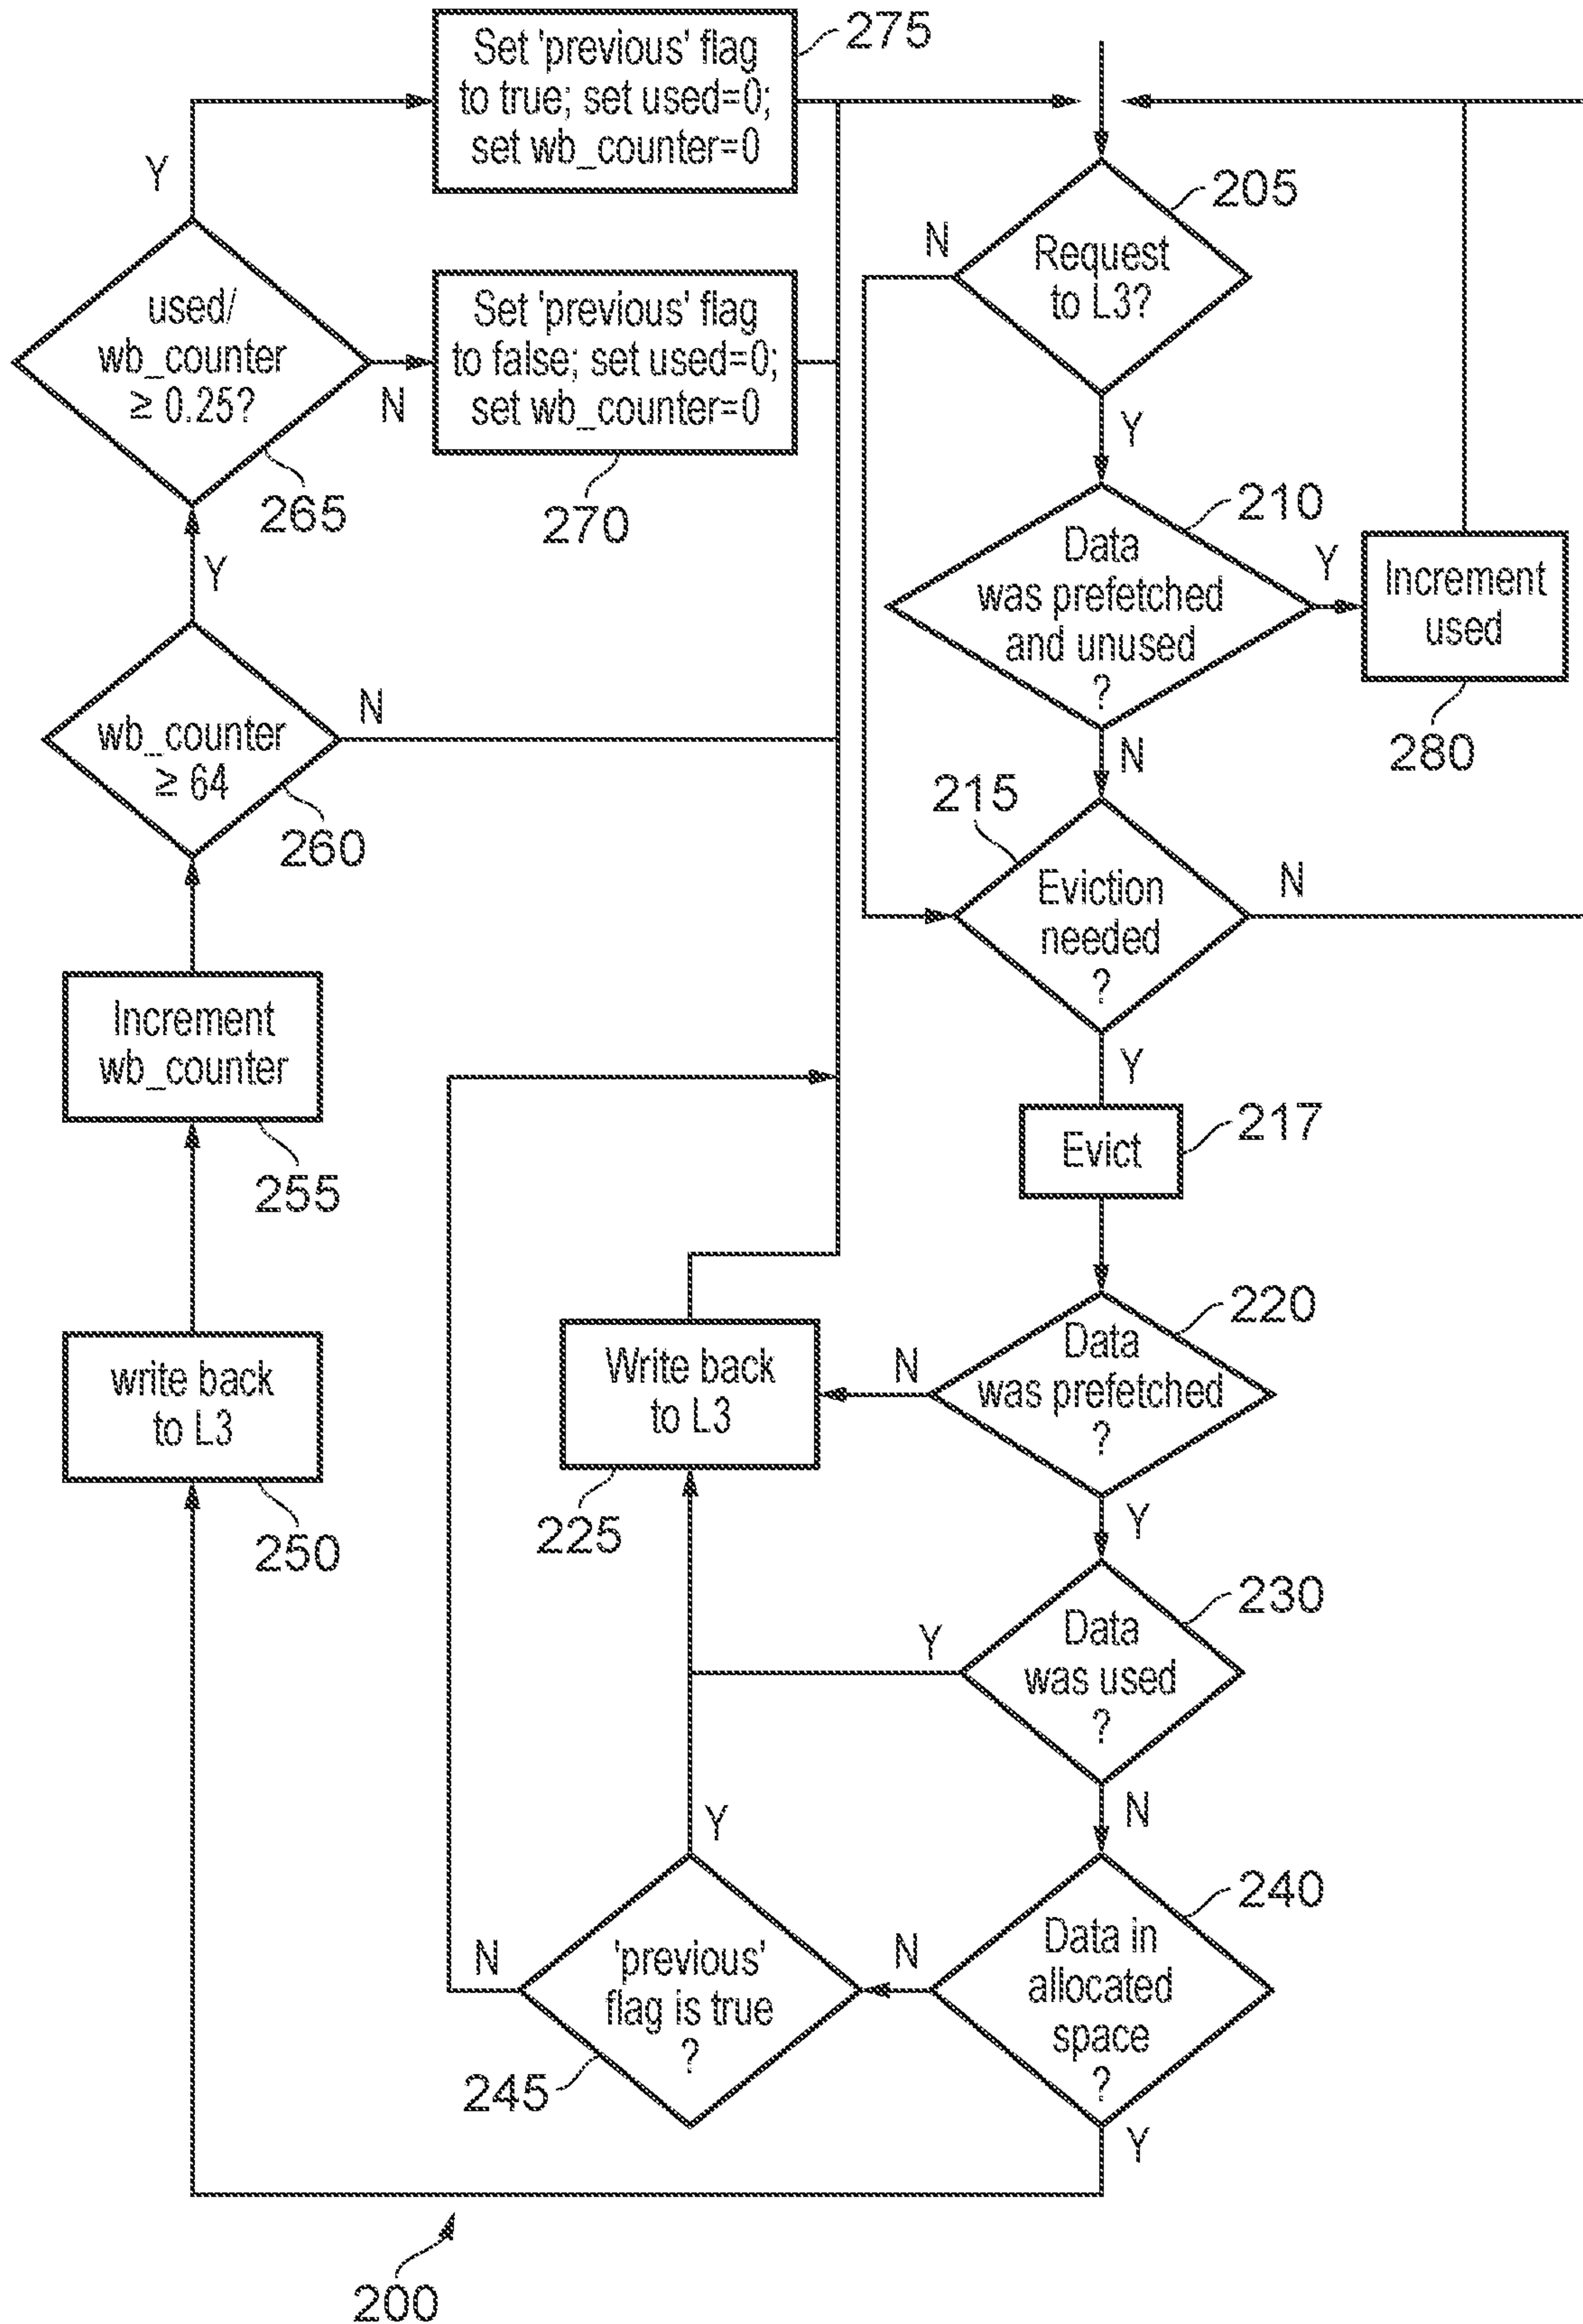 Set 'previous' flag
to true; set used=0;
set wb_counter=0
275
Y
205
N
Request
to L3?
used/
wb_counter
≥ 0.25?
Set 'previous' flag
to false; set used=0;
set wb_counter=0
N
265
270
Y
210
Data
was prefetched
and unused
?
Y
Increment
used
280
Y
wb_counter
≥ 64
N
260
N
215
Eviction
needed
?
N
Increment
wb_counter
255
Y
Evict
217
220
Data
was prefetched
?
N
Write back
to L3
225
write back
to L3
250
Y
230
Data
was used
?
Y
N
240
Data in
allocated
space
?
N
Y
'previous'
flag is true
?
N
245
Y
200